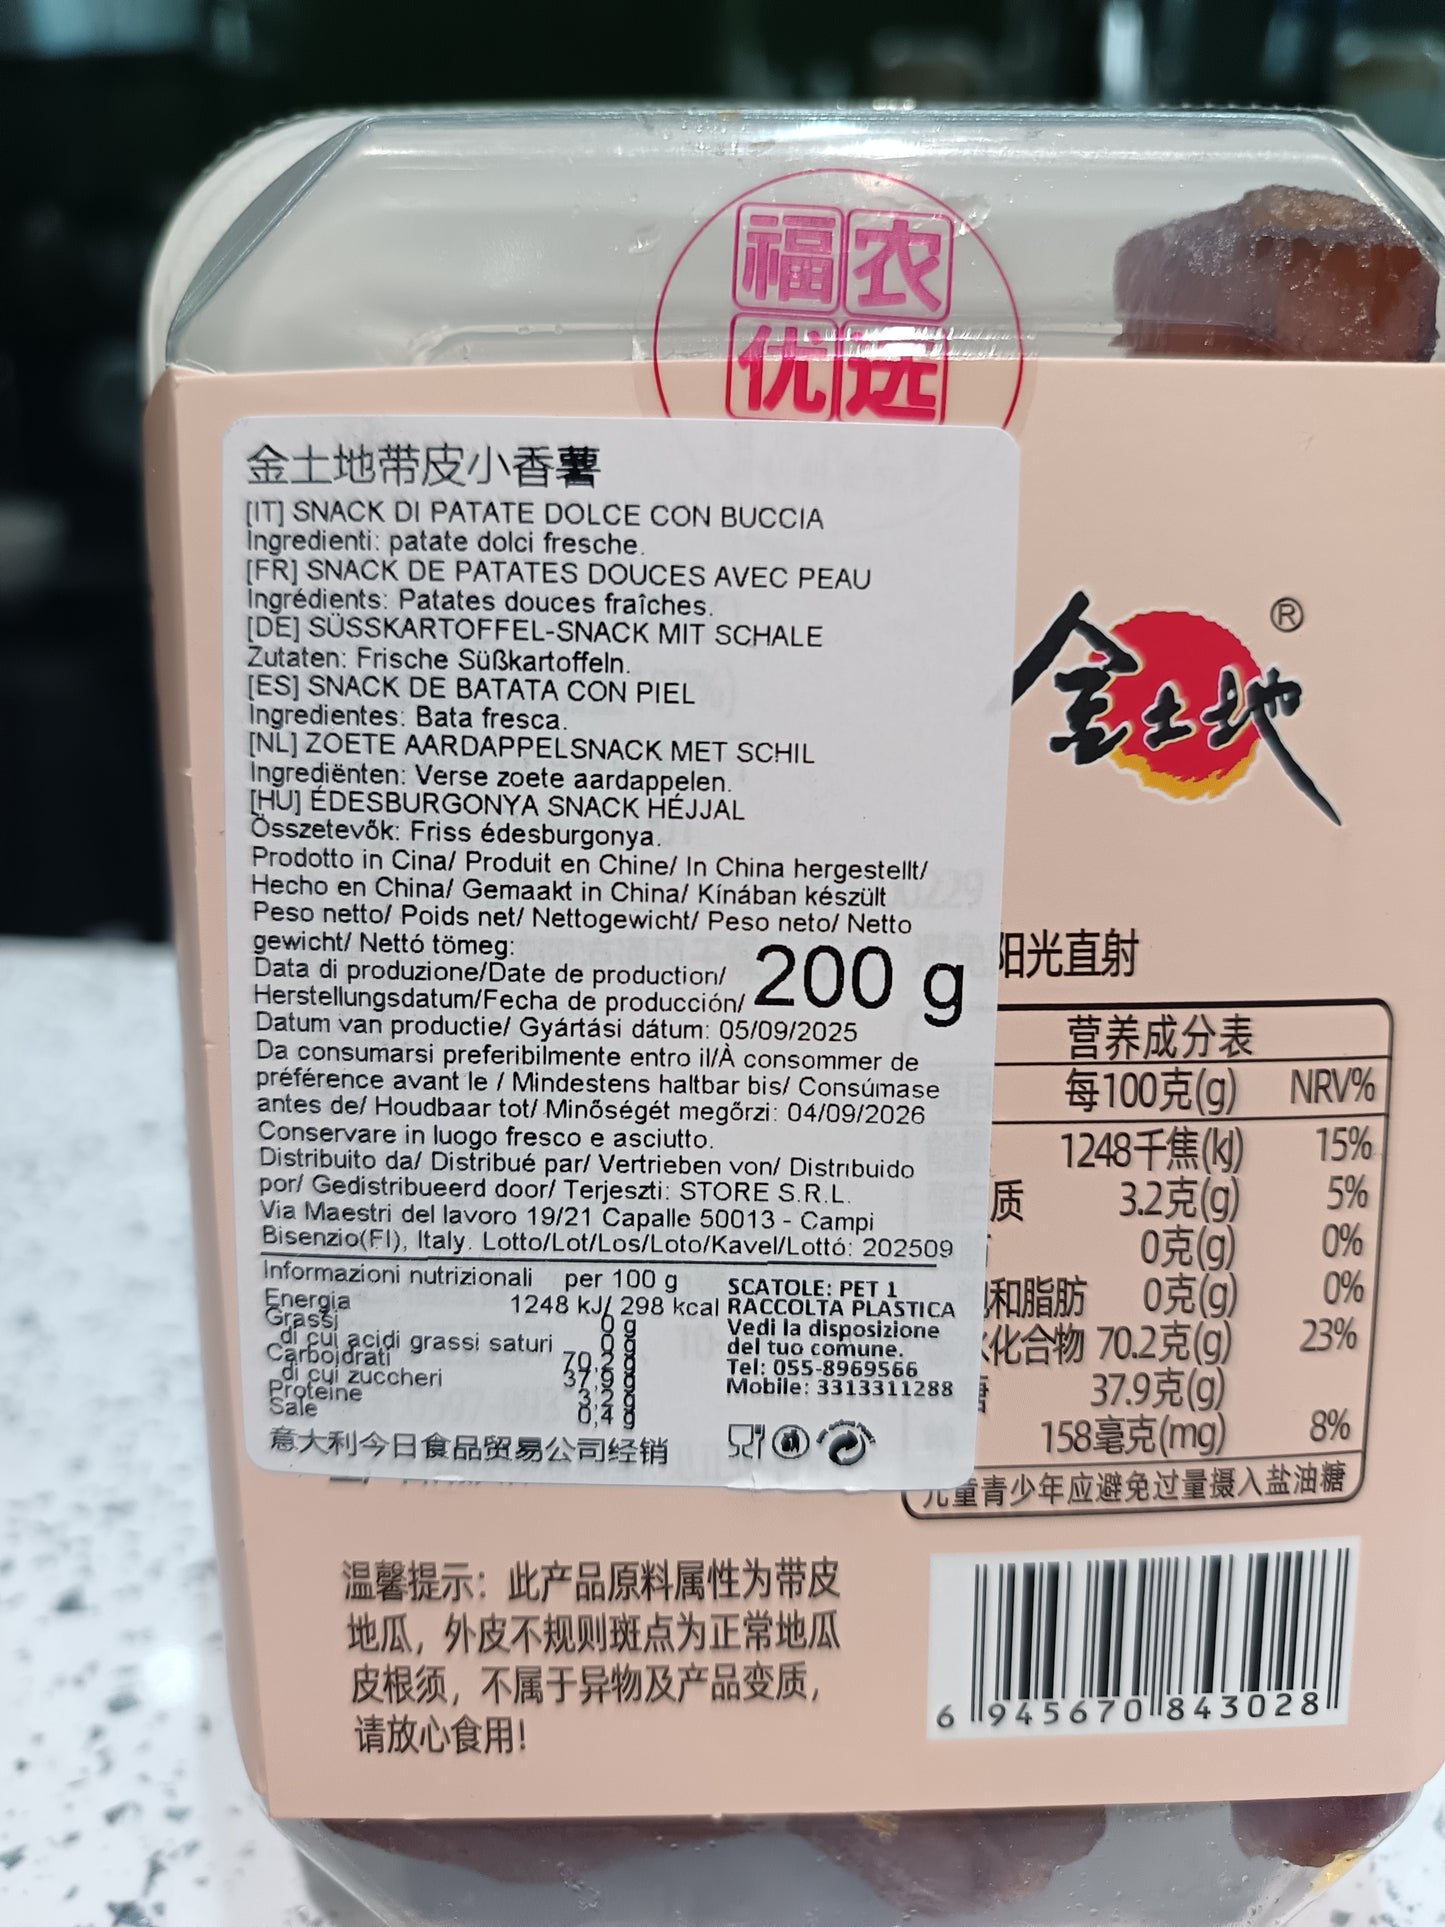 福农
优选
金土地带皮小香薯
[IT] SNACK DI PATATE DOLCE CON BUCCIA
Ingredienti: patate dolci fresche.
[FR] SNACK DE PATATES DOUCES AVEC PEAU
Ingrédients: Patates douces fraîches.
[DE] SÜSSKARTOFFEL-SNACK MIT SCHALE
Zutaten: Frische Süßkartoffeln.
[ES] SNACK DE BATATA CON PIEL
Ingredientes: Bata fresca.
[NL] ZOETE AARDAPPELSNACK MET SCHIL
Ingrediënten: Verse zoete aardappelen.
[HU] ÉDESBURGONYA SNACK HÉJJAL
Összetevők: Friss édesburgonya.
Prodotto in Cina/ Produit en Chine/ In China hergestellt/
Hecho en China/ Gemaakt in China/ Kínában készült
Peso netto/ Poids net/ Nettogewicht/ Peso neto/ Netto
gewicht/ Nettó tömeg:
200 g
Data di produzione/Date de production/
Herstellungsdatum/Fecha de producción/
Datum van productie/ Gyártási dátum: 05/09/2025
Da consumarsi preferibilmente entro il/À consommer de
préférence avant le / Mindestens haltbar bis/ Consúmase
antes de/ Houdbaar tot/ Minőségét megőrzi: 04/09/2026
Conservare in luogo fresco e asciutto.
Distribuito da/ Distribué par/ Vertrieben von/ Distribuido
por/ Gedistribueerd door/ Terjeszti: STORE S.R.L.
Via Maestri del lavoro 19/21 Capalle 50013 - Campi
Bisenzio(FI), Italy. Lotto/Lot/Los/Loto/Kavel/Lottó: 202509
Informazioni nutrizionali per 100 g
Energia 1248 kJ/ 298 kcal
Grassi 0 g
di cui acidi grassi saturi 0 g
Carboidrati 70,2 g
di cui zuccheri 37,9 g
Proteine 3,2 g
Sale 0,4 g
SCATOLE: PET 1
RACCOLTA PLASTICA
Vedi la disposizione
del tuo comune.
Tel: 055-8969566
Mobile: 3313311288
意大利今日食品贸易公司经销
金土地®
阳光直射
营养成分表
每100克(g) NRV%
1248千焦(kJ) 15%
质 3.2克(g) 5%
0克(g) 0%
和脂肪 0克(g) 0%
化合物 70.2克(g) 23%
37.9克(g)
158毫克(mg) 8%
儿童青少年应避免过量摄入盐油糖
温馨提示：此产品原料属性为带皮
地瓜，外皮不规则斑点为正常地瓜
皮根须，不属于异物及产品变质，
请放心食用！
6 945670 843028